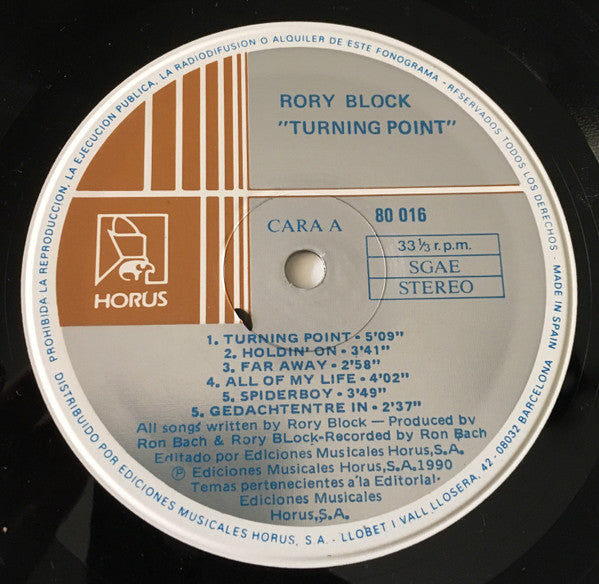 PROHIBIDA LA REPRODUCCION, LA EJECUCION PUBLICA, LA RADIODIFUSION O ALQUILER DE ESTE FONOGRAMA - RESERVADOS TODOS LOS DERECHOS - MADE IN SPAIN
RORY BLOCK
"TURNING POINT"
HORUS
CARA A
80 016
33 1/3 r.p.m.
SGAE
STEREO
1. TURNING POINT • 5'09"
2. HOLDIN' ON • 3'41"
3. FAR AWAY • 2'58"
4. ALL OF MY LIFE • 4'02"
5. SPIDERBOY • 3'49"
5. GEDACHTENTRE IN • 2'37"
All songs written by Rory Block — Produced by
Ron Bach & Rory BLock-Recorded by Ron Bach
Editado por Ediciones Musicales Horus,S.A.
Ⓟ Ediciones Musicales Horus,S.A.1990
Temas pertenecientes a la Editorial-
Ediciones Musicales
Horus,S.A.
DISTRIBUIDO POR EDICIONES MUSICALES HORUS, S.A. - LLOBET I VALL LLOSERA, 42 - 08032 BARCELONA